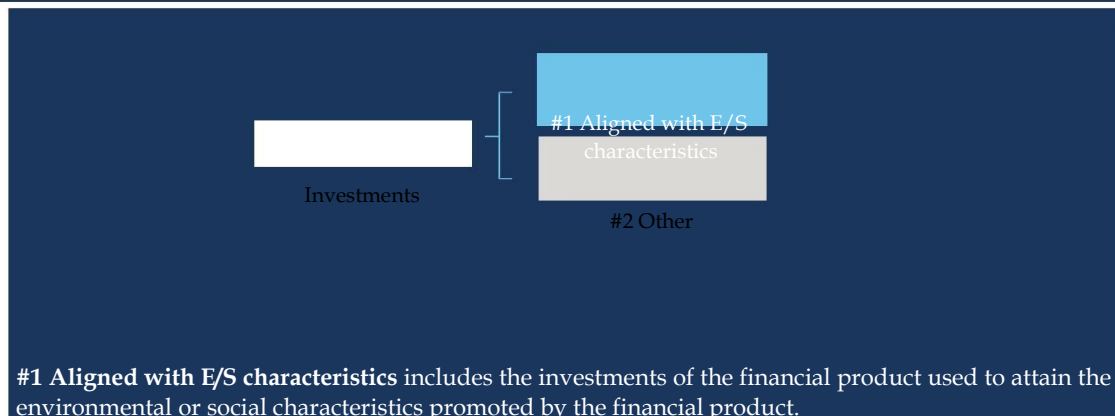 #1 Aligned with E/S
characteristics
Investments
#2 Other
#1 Aligned with E/S characteristics includes the investments of the financial product used to attain the
environmental or social characteristics promoted by the financial product.